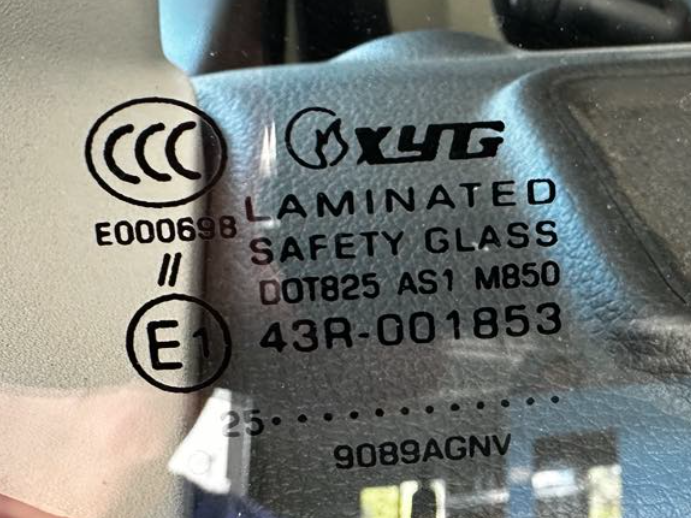 CCC
XYG
E000698
LAMINATED
SAFETY GLASS
//
DOT825 AS1 M850
E1
43R-001853
25••••••••••••
9089AGNV